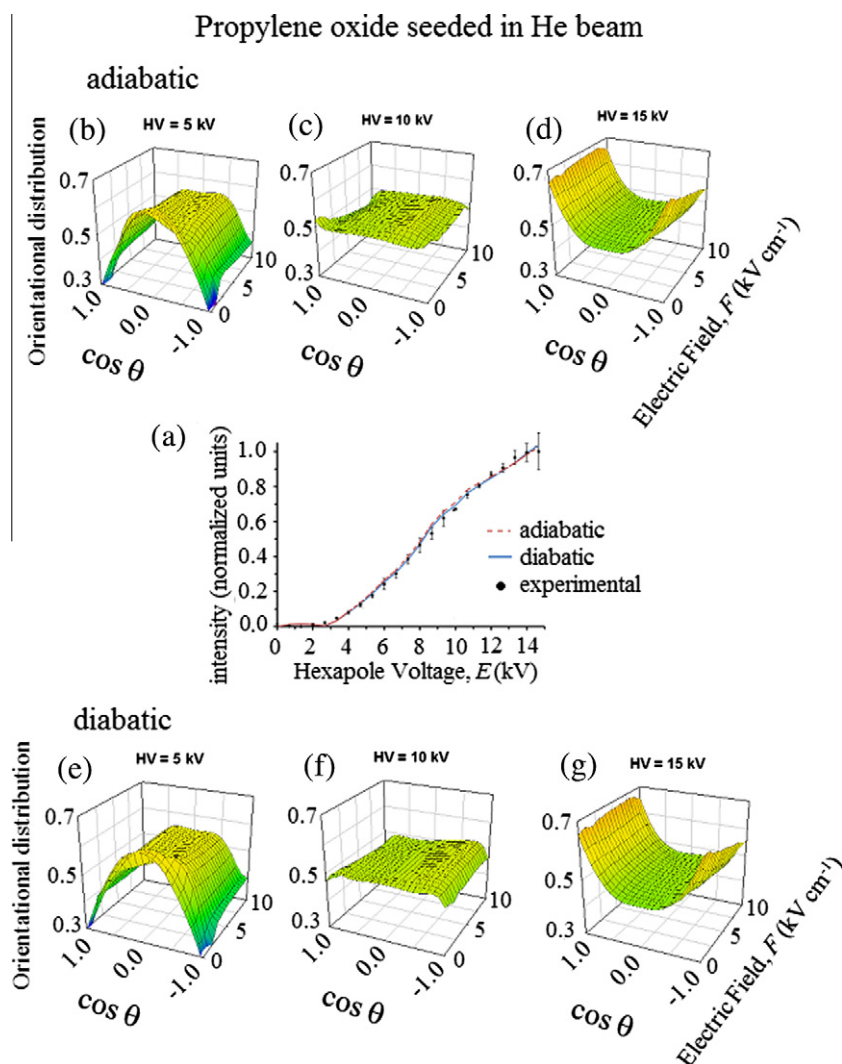 Propylene oxide seeded in He beam
adiabatic
(b) HV = 5 kV
(c) HV = 10 kV
(d) HV = 15 kV
Orientational distribution
0.7
0.5
0.3
1.0
0.0
-1.0
cos θ
0
5
10
0.7
0.5
0.3
1.0
0.0
-1.0
cos θ
0
5
10
0.7
0.5
0.3
1.0
0.0
-1.0
cos θ
0
5
10
Electric Field, F (kV cm⁻¹)
(a)
intensity (normalized units)
1.0
0.8
0.6
0.4
0.2
0,0
adiabatic
diabatic
experimental
0 2 4 6 8 10 12 14
Hexapole Voltage, E(kV)
diabatic
(e) HV = 5 kV
(f) HV = 10 kV
(g) HV = 15 kV
Orientational distribution
0.7
0.5
0.3
1.0
0.0
-1.0
cos θ
0
5
10
0.7
0.5
0.3
1.0
0.0
-1.0
cos θ
0
5
10
0.7
0.5
0.3
1.0
0.0
-1.0
cos θ
0
5
10
Electric Field, F (kV cm⁻¹)